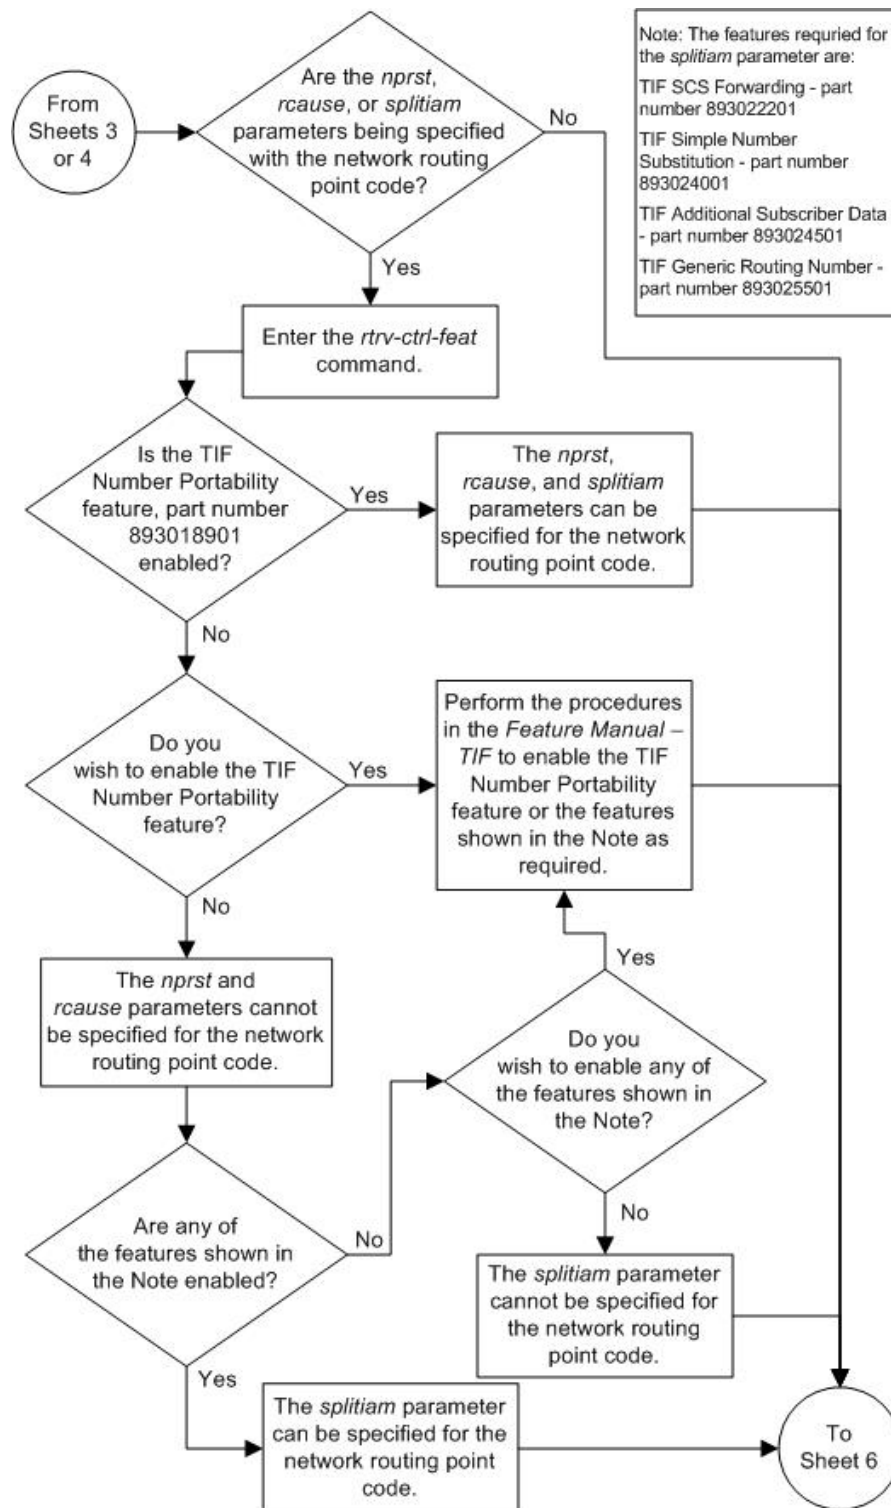 From
Sheets 3
or 4
Are the nprst,
rcause, or splitiam
parameters being specified
with the network routing
point code?
No
Note: The features requried for
the splitiam parameter are:
TIF SCS Forwarding - part
number 893022201
TIF Simple Number
Substitution - part number
893024001
TIF Additional Subscriber Data
- part number 893024501
TIF Generic Routing Number -
part number 893025501
Yes
Enter the rtrv-ctrl-feat
command.
Is the TIF
Number Portability
feature, part number
893018901
enabled?
Yes
The nprst,
rcause, and splitiam
parameters can be
specified for the network
routing point code.
No
Do you
wish to enable the TIF
Number Portability
feature?
Yes
Perform the procedures
in the Feature Manual –
TIF to enable the TIF
Number Portability
feature or the features
shown in the Note as
required.
No
The nprst and
rcause parameters cannot
be specified for the network
routing point code.
Yes
Do you
wish to enable any of
the features shown in
the Note?
Are any of
the features shown in
the Note enabled?
No
No
The splitiam parameter
cannot be specified for
the network routing
point code.
Yes
The splitiam parameter
can be specified for the
network routing point
code.
To
Sheet 6